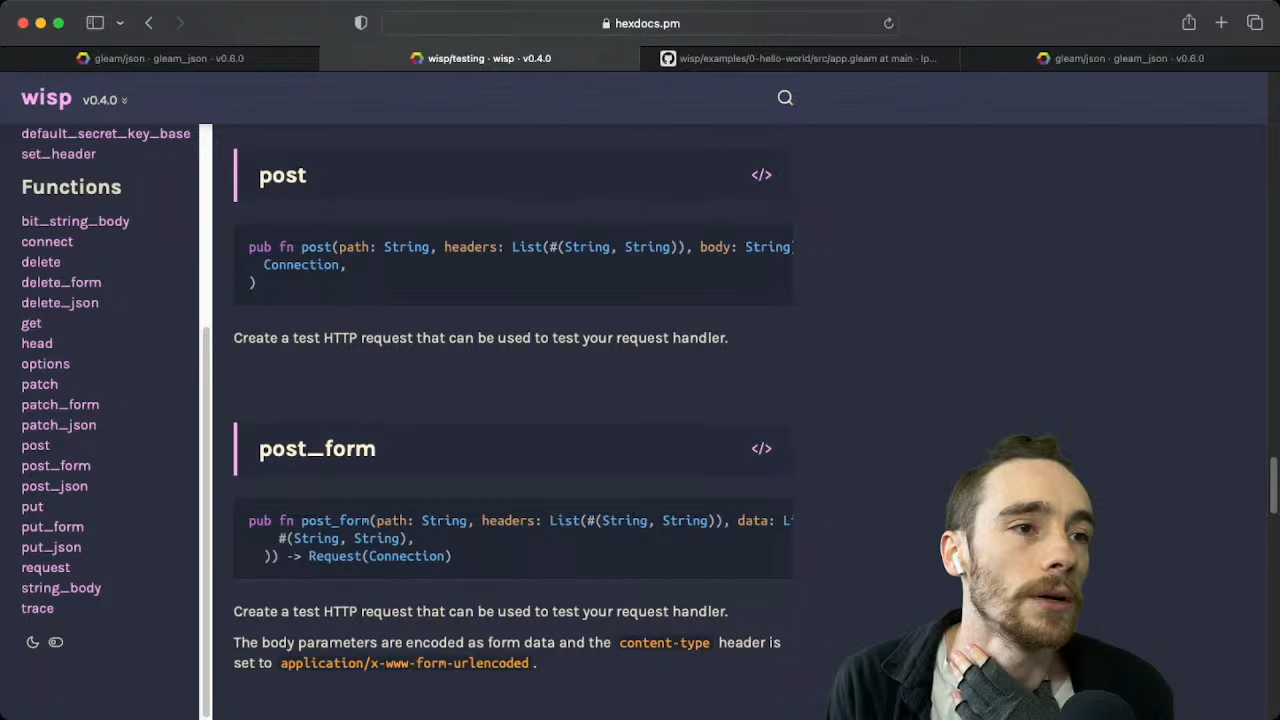 hexdocs.pm
gleam/json · gleam_json · v0.6.0
wisp/testing · wisp · v0.4.0
wisp/examples/0-hello-world/src/app.gleam at main · lp...
gleam/json · gleam_json · v0.6.0
wisp v0.4.0
default_secret_key_base
set_header
Functions
bit_string_body
connect
delete
delete_form
delete_json
get
head
options
patch
patch_form
patch_json
post
post_form
post_json
put
put_form
put_json
request
string_body
trace
post
</>
pub fn post(path: String, headers: List(#(String, String)), body: String)
Connection,
)
Create a test HTTP request that can be used to test your request handler.
post_form
</>
pub fn post_form(path: String, headers: List(#(String, String)), data: Li
#(String, String),
)) -> Request(Connection)
Create a test HTTP request that can be used to test your request handler.
The body parameters are encoded as form data and the content-type header is
set to application/x-www-form-urlencoded .